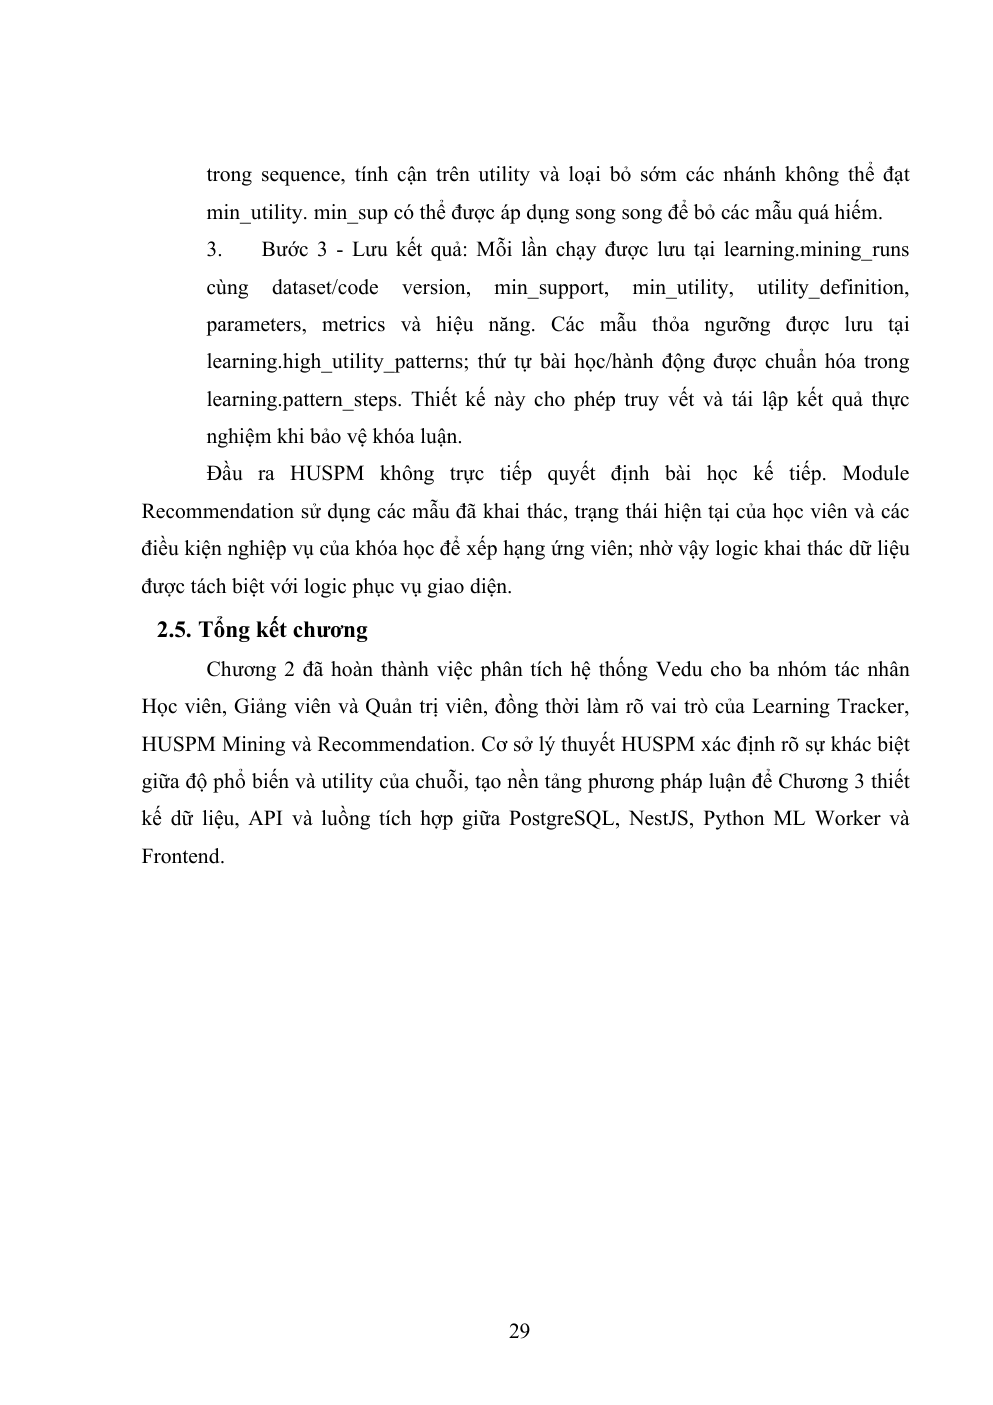 trong sequence, tính cận trên utility và loại bỏ sớm các nhánh không thể đạt
min_utility. min_sup có thể được áp dụng song song để bỏ các mẫu quá hiếm.
3. Bước 3 - Lưu kết quả: Mỗi lần chạy được lưu tại learning.mining_runs
cùng dataset/code version, min_support, min_utility, utility_definition,
parameters, metrics và hiệu năng. Các mẫu thỏa ngưỡng được lưu tại
learning.high_utility_patterns; thứ tự bài học/hành động được chuẩn hóa trong
learning.pattern_steps. Thiết kế này cho phép truy vết và tái lập kết quả thực
nghiệm khi bảo vệ khóa luận.
Đầu ra HUSPM không trực tiếp quyết định bài học kế tiếp. Module
Recommendation sử dụng các mẫu đã khai thác, trạng thái hiện tại của học viên và các
điều kiện nghiệp vụ của khóa học để xếp hạng ứng viên; nhờ vậy logic khai thác dữ liệu
được tách biệt với logic phục vụ giao diện.
2.5. Tổng kết chương
Chương 2 đã hoàn thành việc phân tích hệ thống Vedu cho ba nhóm tác nhân
Học viên, Giảng viên và Quản trị viên, đồng thời làm rõ vai trò của Learning Tracker,
HUSPM Mining và Recommendation. Cơ sở lý thuyết HUSPM xác định rõ sự khác biệt
giữa độ phổ biến và utility của chuỗi, tạo nền tảng phương pháp luận để Chương 3 thiết
kế dữ liệu, API và luồng tích hợp giữa PostgreSQL, NestJS, Python ML Worker và
Frontend.
29